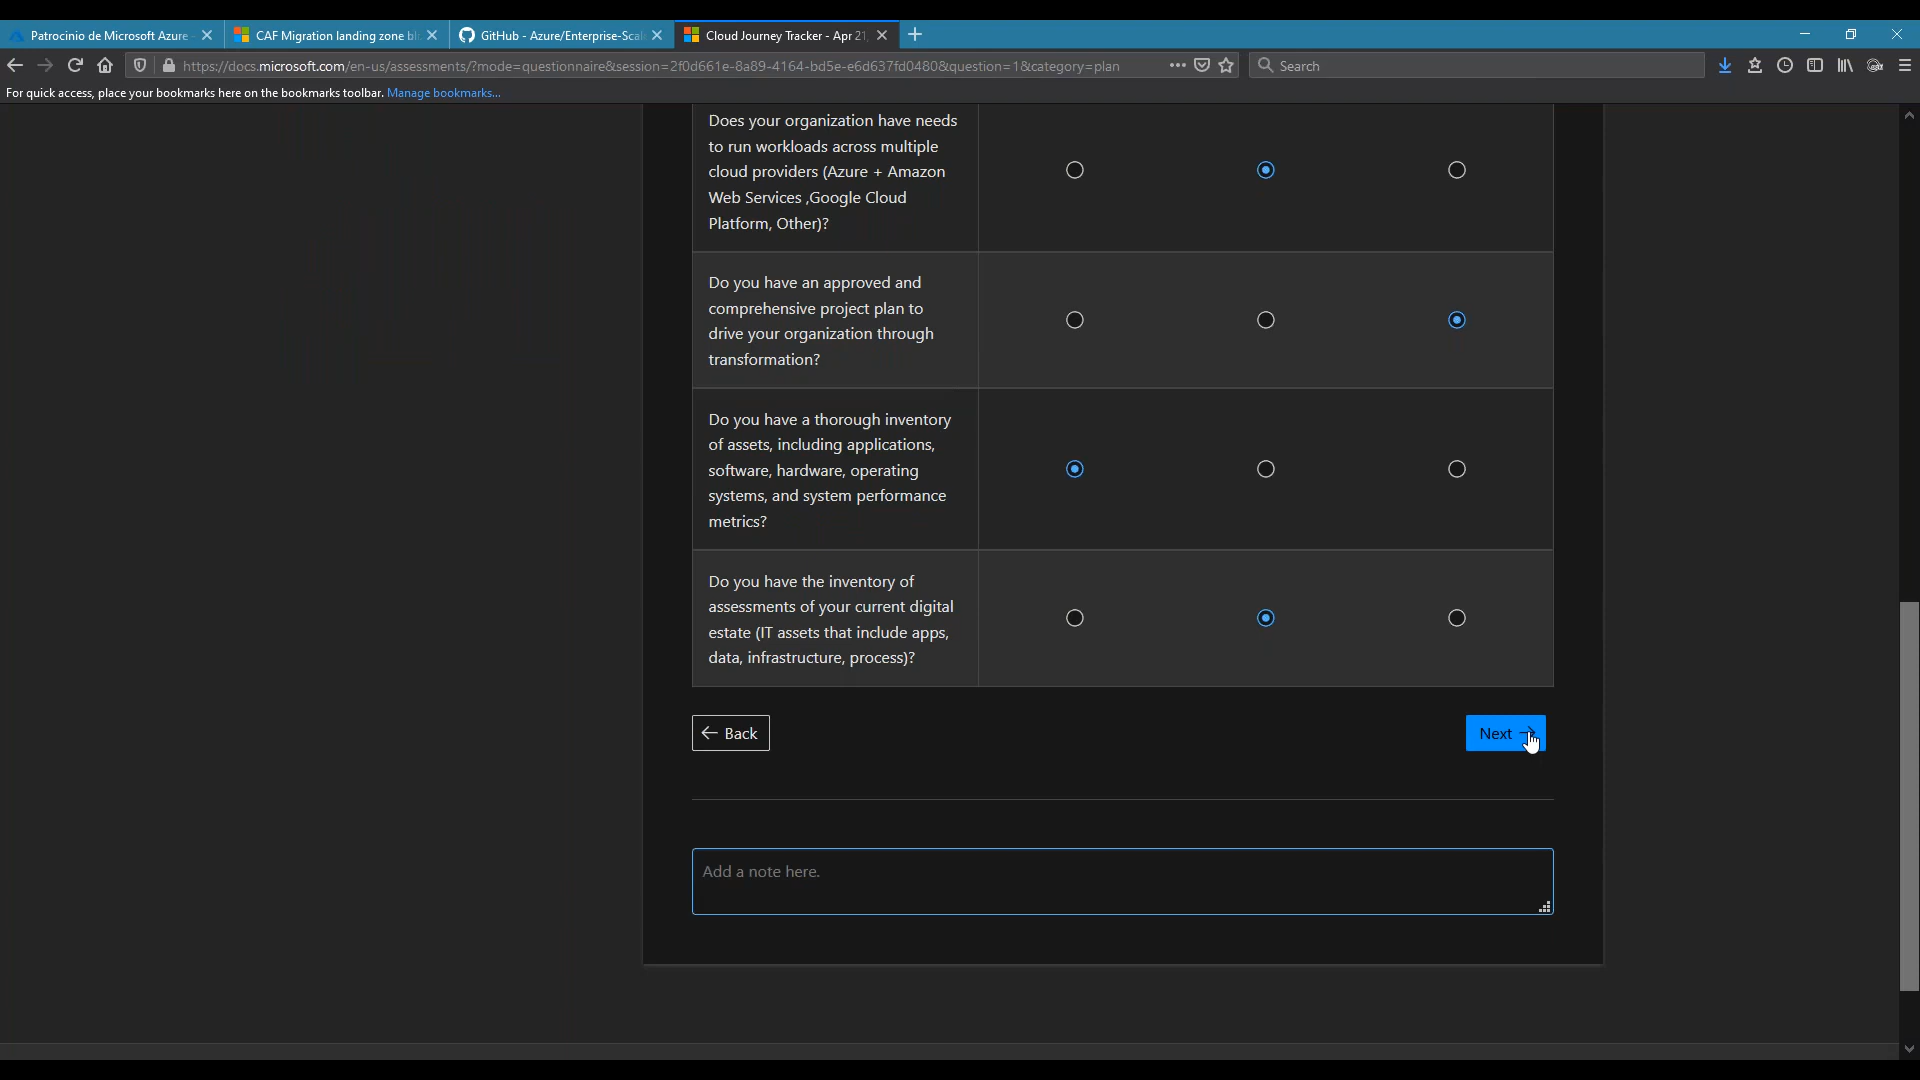 Patrocinio de Microsoft Azure
CAF Migration landing zone bl
GitHub - Azure/Enterprise-Scal
Cloud Journey Tracker - Apr 21,
https://docs.microsoft.com/en-us/assessments/?mode=questionnaire&session=2f0d661e-8a89-4164-bd5e-e6d637fd0480&question=1&category=plan
Search
For quick access, place your bookmarks here on the bookmarks toolbar. Manage bookmarks...
Does your organization have needs
to run workloads across multiple
cloud providers (Azure + Amazon
Web Services ,Google Cloud
Platform, Other)?
Do you have an approved and
comprehensive project plan to
drive your organization through
transformation?
Do you have a thorough inventory
of assets, including applications,
software, hardware, operating
systems, and system performance
metrics?
Do you have the inventory of
assessments of your current digital
estate (IT assets that include apps,
data, infrastructure, process)?
Back
Next
Add a note here.